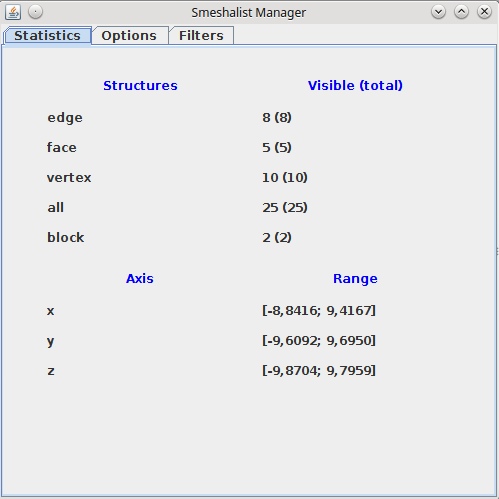 Smeshalist Manager
Statistics Options Filters
Structures Visible (total)
edge 8 (8)
face 5 (5)
vertex 10 (10)
all 25 (25)
block 2 (2)
Axis Range
x [-8,8416; 9,4167]
y [-9,6092; 9,6950]
z [-9,8704; 9,7959]